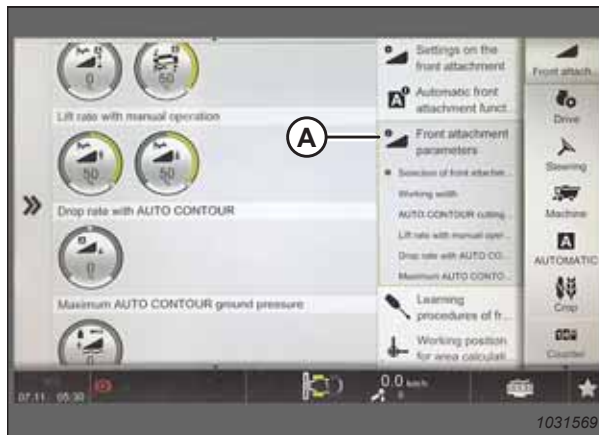 Settings on the
front attachment
Front attach...
0
50
Automatic front
attachment funct...
Drive
Lift rate with manual operation
A
Front attachment
parameters
Steering
50
50
Selection of front attachm...
Working width
Machine
Drop rate with AUTO CONTOUR
AUTO CONTOUR cutting...
Lift rate with manual oper...
A
AUTOMATIC
0
Drop rate with AUTO CO...
Maximum AUTO CONTO...
Maximum AUTO CONTOUR ground pressure
Learning
procedures of fr...
Crop
0
Working position
for area calculati...
Counter
07.11 05:30
0.0 km/h
0
1031569